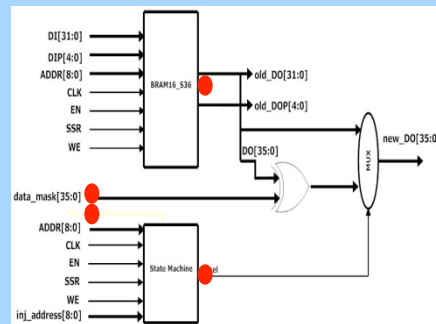 DI[31:0]
DIP[4:0]
ADDR[8:0]
CLK
EN
SSR
WE
BRAM16_S36
old_DO[31:0]
old_DOP[4:0]
DO[35:0]
MUX
new_DO[35:0]
data_mask[35:0]
ADDR[8:0]
CLK
EN
SSR
WE
inj_address[8:0]
State Machine